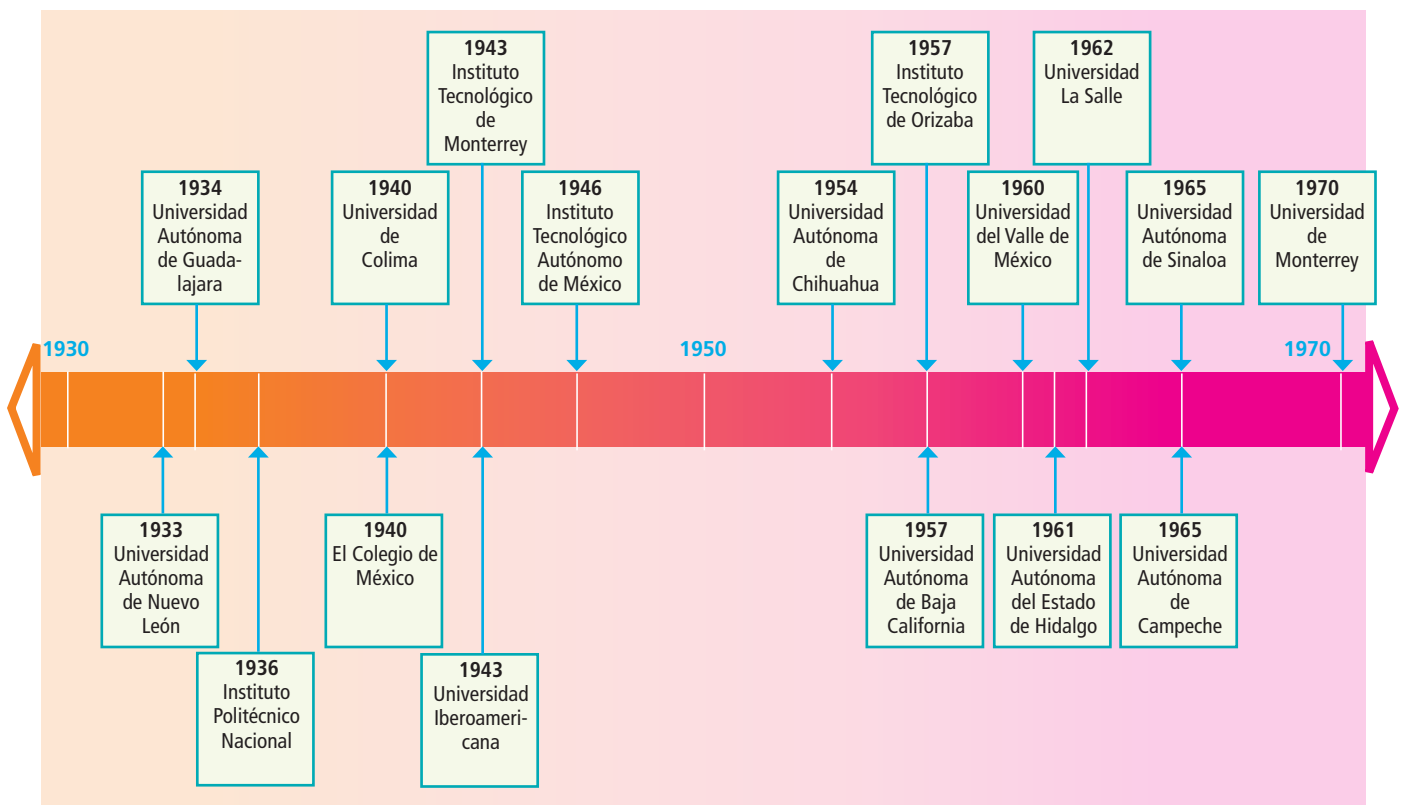 1943
Instituto
Tecnológico
de
Monterrey
1957
Instituto
Tecnológico
de Orizaba
1962
Universidad
La Salle
1934
Universidad
Autónoma
de Guada-
lajara
1940
Universidad
de
Colima
1946
Instituto
Tecnológico
Autónomo
de México
1954
Universidad
Autónoma
de
Chihuahua
1960
Universidad
del Valle de
México
1965
Universidad
Autónoma
de Sinaloa
1970
Universidad
de
Monterrey
1930
1950
1970
1933
Universidad
Autónoma
de Nuevo
León
1940
El Colegio de
México
1957
Universidad
Autónoma
de Baja
California
1961
Universidad
Autónoma
del Estado
de Hidalgo
1965
Universidad
Autónoma
de
Campeche
1936
Instituto
Politécnico
Nacional
1943
Universidad
Iberoameri-
cana